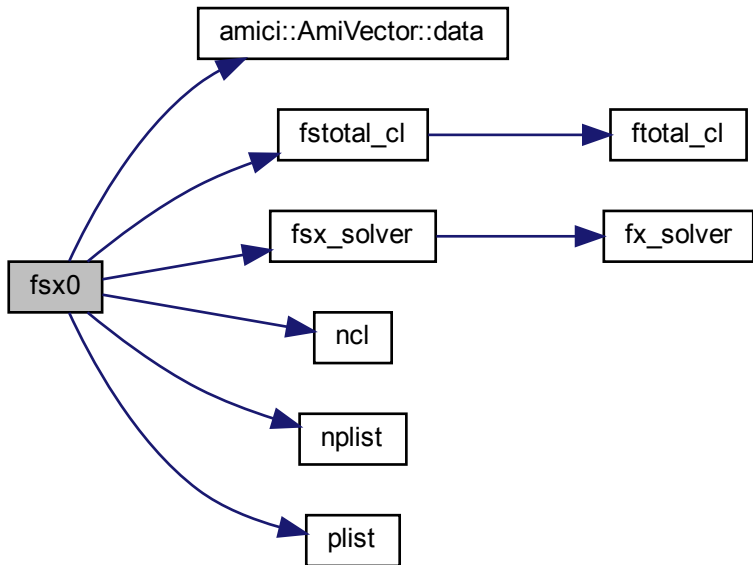 amici::AmiVector::data
fstotal_cl
ftotal_cl
fsx_solver
fx_solver
fsx0
ncl
nplist
plist